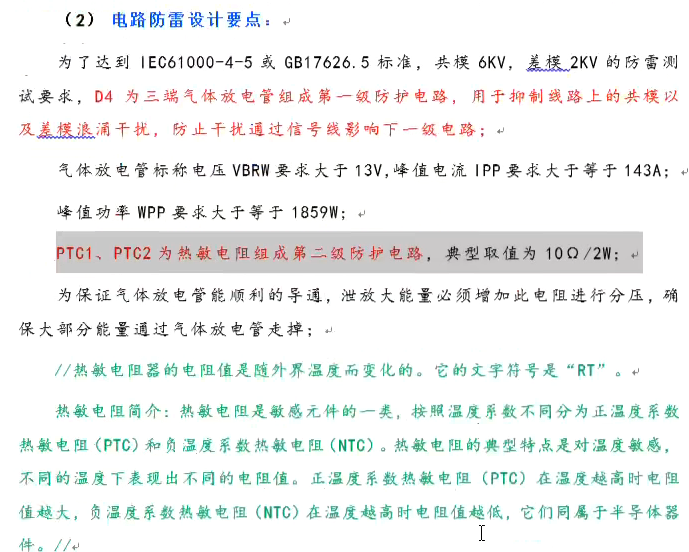 （2） 电路防雷设计要点：
为了达到 IEC61000-4-5 或 GB17626.5 标准，共模 6KV，差模 2KV 的防雷测
试要求，D4 为三端气体放电管组成第一级防护电路，用于抑制线路上的共模以
及差模浪涌干扰，防止干扰通过信号线影响下一级电路；
气体放电管标称电压 VBRW 要求大于 13V,峰值电流 IPP 要求大于等于 143A；
峰值功率 WPP 要求大于等于 1859W；
PTC1、PTC2 为热敏电阻组成第二级防护电路，典型取值为 10Ω/2W；
为保证气体放电管能顺利的导通，泄放大能量必须增加此电阻进行分压，确
保大部分能量通过气体放电管走掉；
//热敏电阻器的电阻值是随外界温度而变化的。它的文字符号是“RT”。
热敏电阻简介：热敏电阻是敏感元件的一类，按照温度系数不同分为正温度系数
热敏电阻（PTC）和负温度系数热敏电阻（NTC）。热敏电阻的典型特点是对温度敏感，
不同的温度下表现出不同的电阻值。正温度系数热敏电阻（PTC）在温度越高时电阻
值越大，负温度系数热敏电阻（NTC）在温度越高时电阻值越低，它们同属于半导体器
件。//